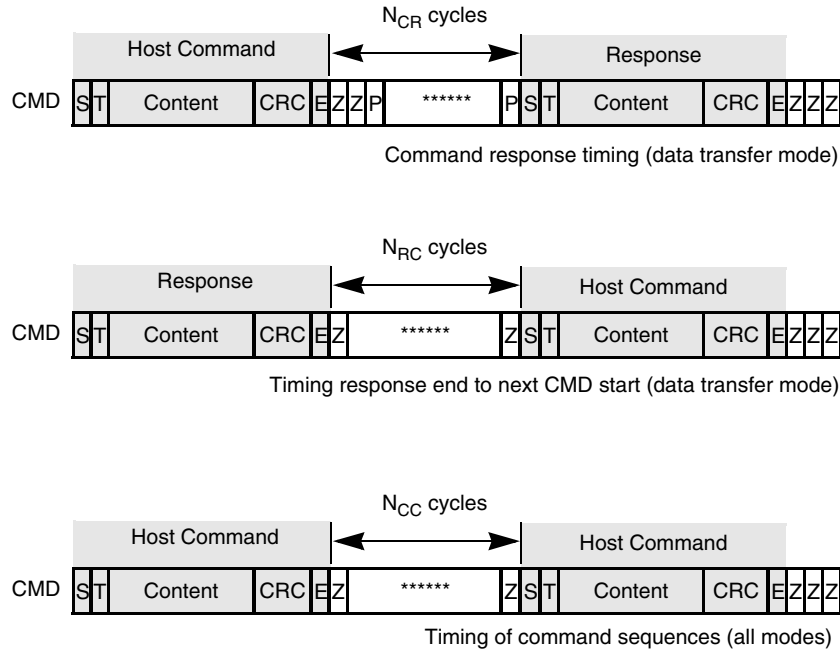 N_CR cycles
Host Command Response
CMD S T Content CRC E Z Z P ****** P S T Content CRC E Z Z Z
Command response timing (data transfer mode)
N_RC cycles
Response Host Command
CMD S T Content CRC E Z ****** Z S T Content CRC E Z Z Z
Timing response end to next CMD start (data transfer mode)
N_CC cycles
Host Command Host Command
CMD S T Content CRC E Z ****** Z S T Content CRC E Z Z Z
Timing of command sequences (all modes)